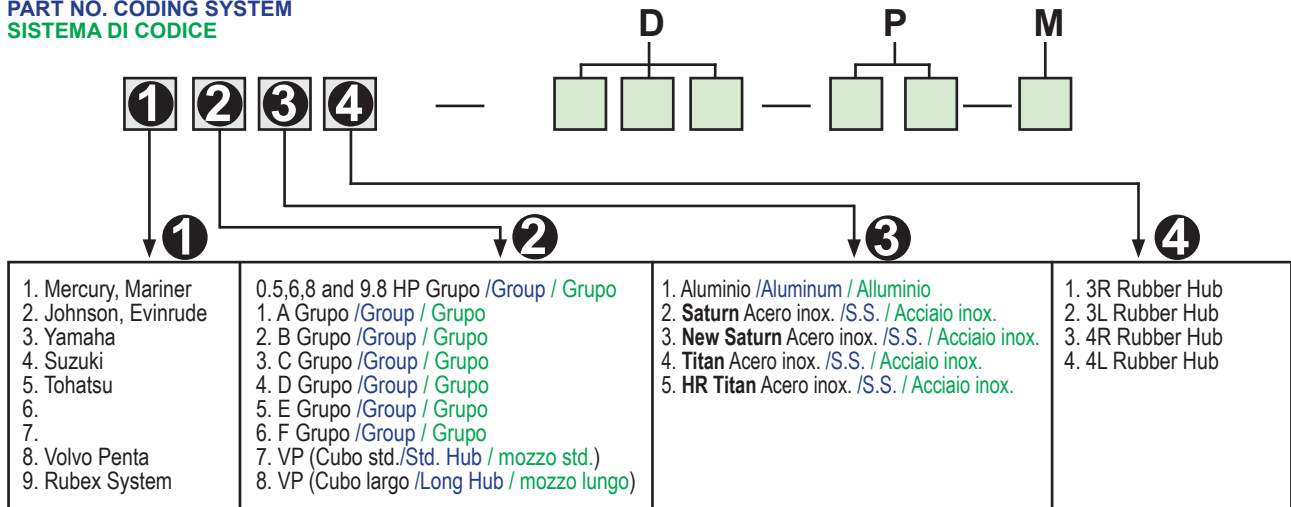 PART NO. CODING SYSTEM
SISTEMA DI CODICE
D P M
1 2 3 4
1 2 3 4
1. Mercury, Mariner
2. Johnson, Evinrude
3. Yamaha
4. Suzuki
5. Tohatsu
6.
7.
8. Volvo Penta
9. Rubex System
0.5,6,8 and 9.8 HP Grupo /Group / Grupo
1. A Grupo /Group / Grupo
2. B Grupo /Group / Grupo
3. C Grupo /Group / Grupo
4. D Grupo /Group / Grupo
5. E Grupo /Group / Grupo
6. F Grupo /Group / Grupo
7. VP (Cubo std./Std. Hub / mozzo std.)
8. VP (Cubo largo /Long Hub / mozzo lungo)
1. Aluminio /Aluminum / Alluminio
2. Saturn Acero inox. /S.S. / Acciaio inox.
3. New Saturn Acero inox. /S.S. / Acciaio inox.
4. Titan Acero inox. /S.S. / Acciaio inox.
5. HR Titan Acero inox. /S.S. / Acciaio inox.
1. 3R Rubber Hub
2. 3L Rubber Hub
3. 4R Rubber Hub
4. 4L Rubber Hub